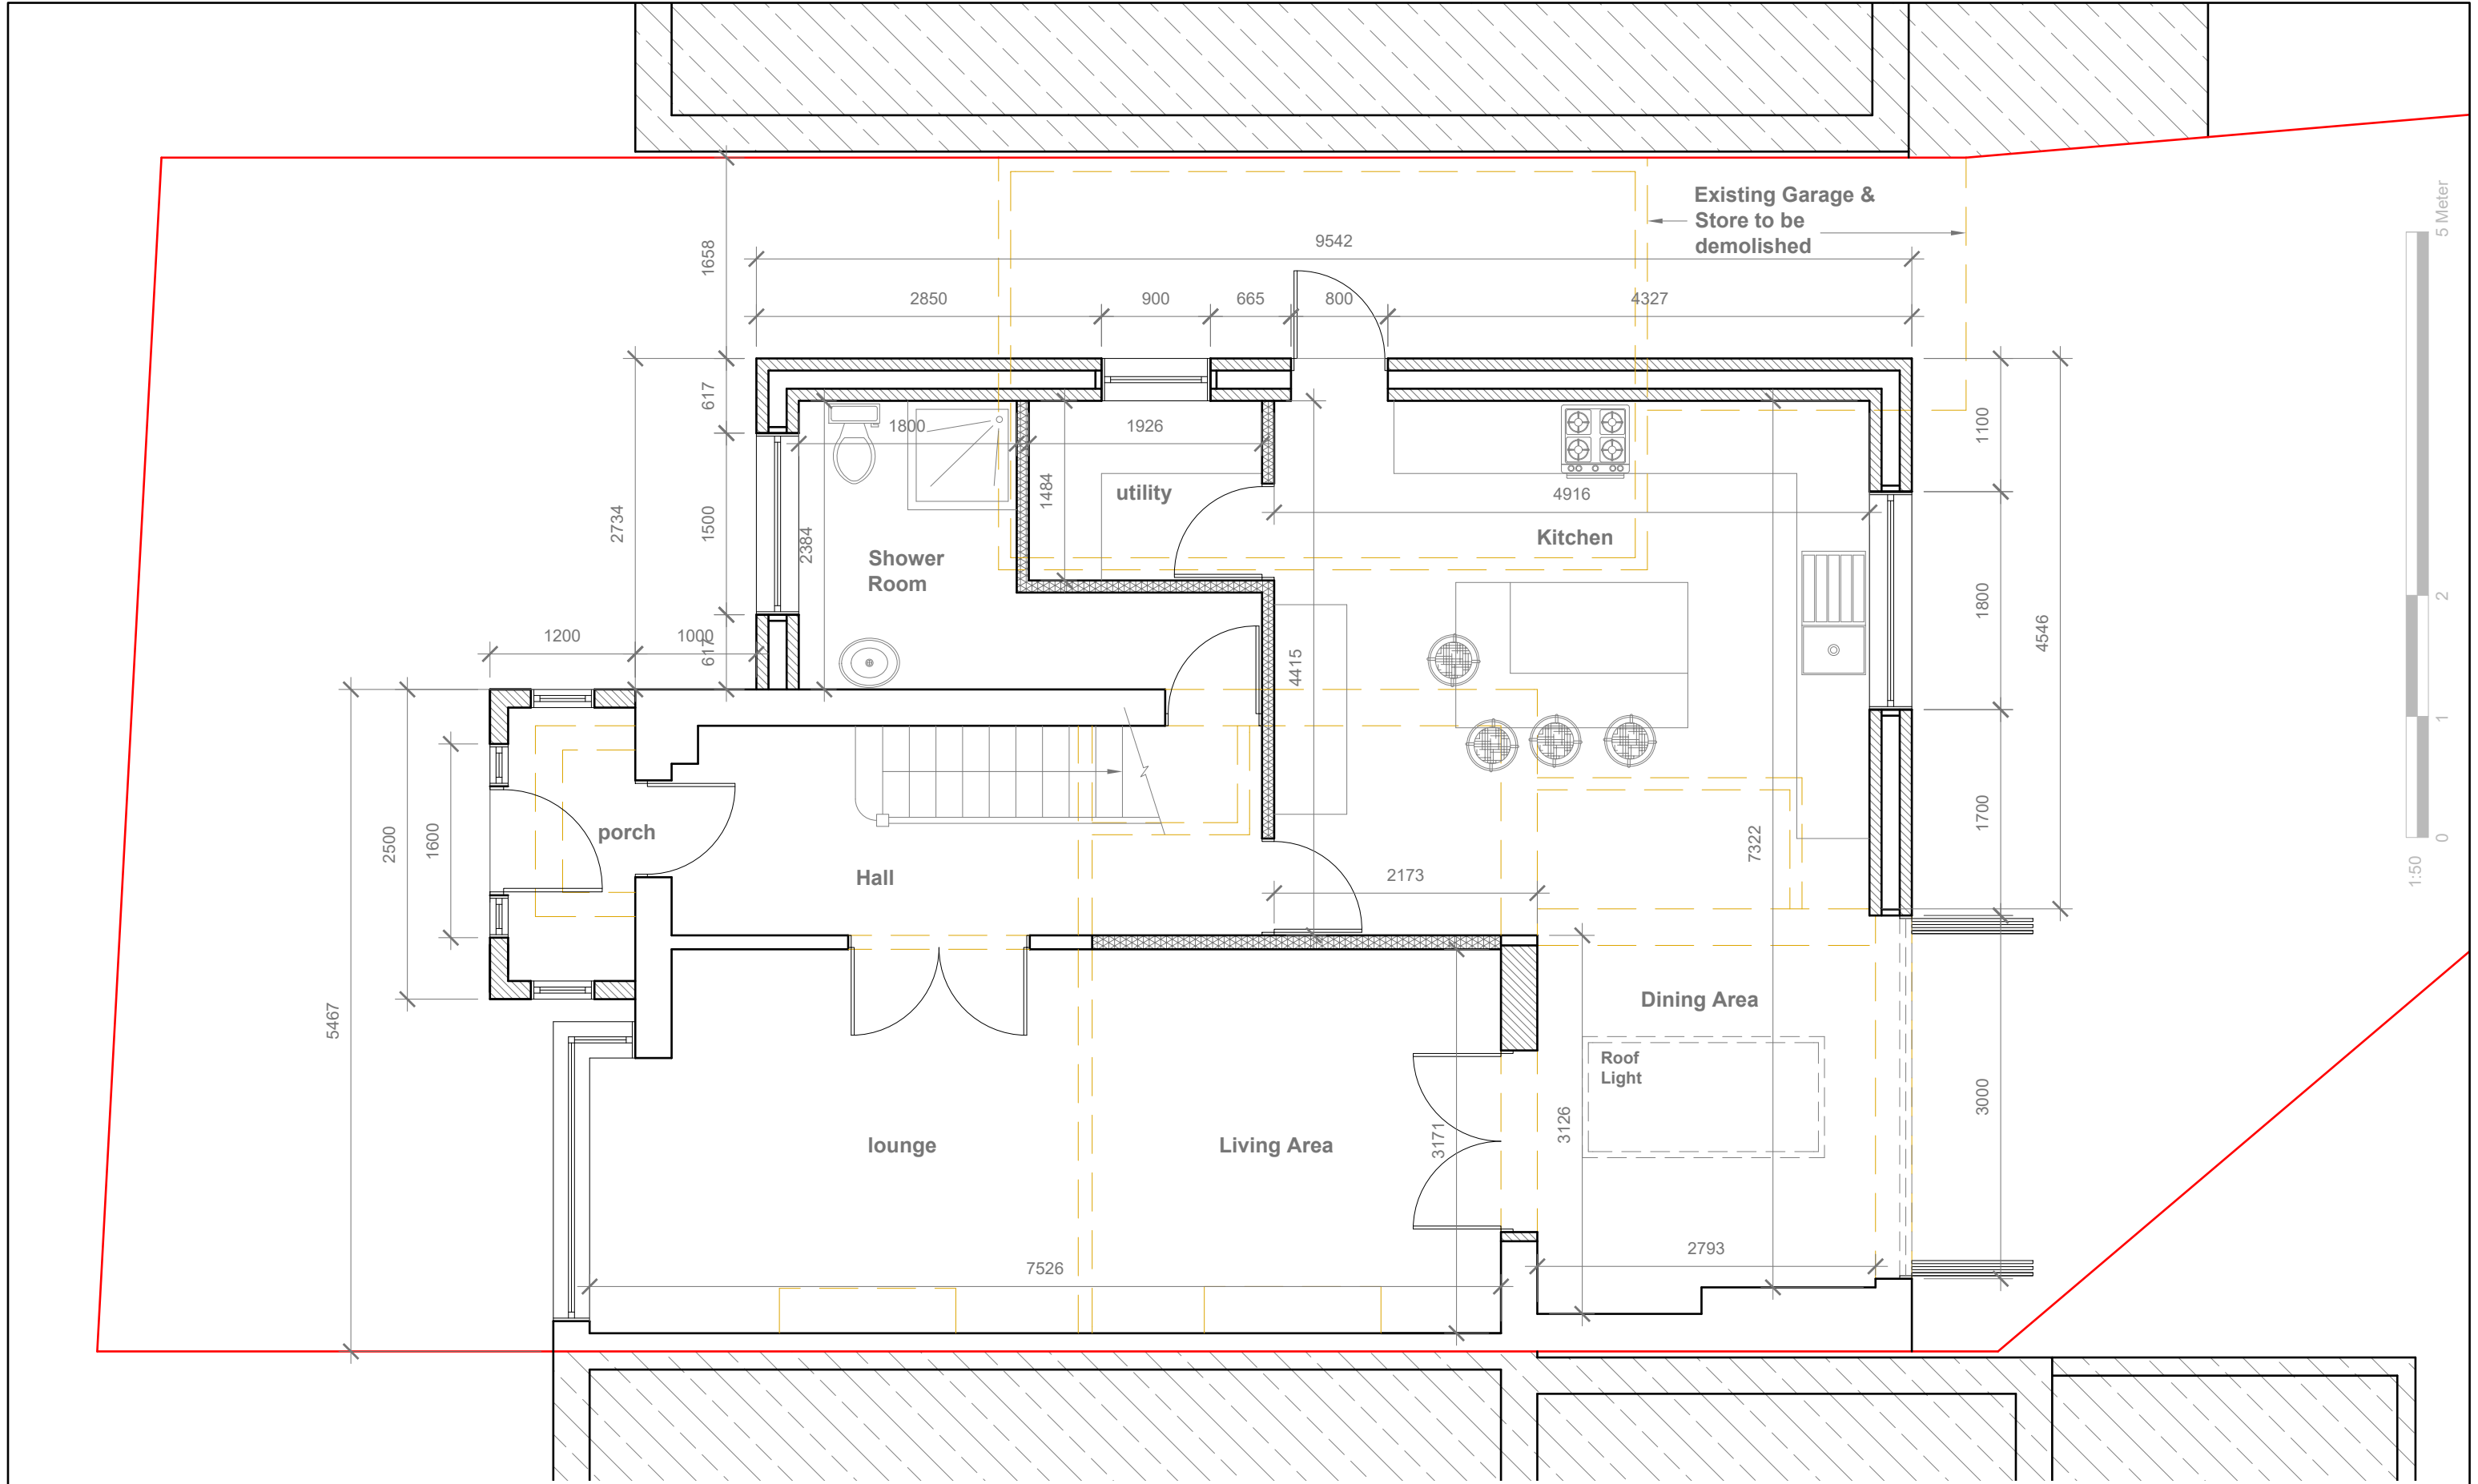 Existing Garage &
Store to be
demolished
5 Meter
9542
1658
2850
900
665
800
4327
617
1100
1800
1926
1484
utility
4916
2734
1500
2384
Kitchen
Shower
Room
1800
4546
2
1200
1000
617
4415
1
1700
0
1:50
2500
1600
porch
7322
Hall
2173
5467
Dining Area
Roof
Light
3000
3126
3171
lounge
Living Area
2793
7526